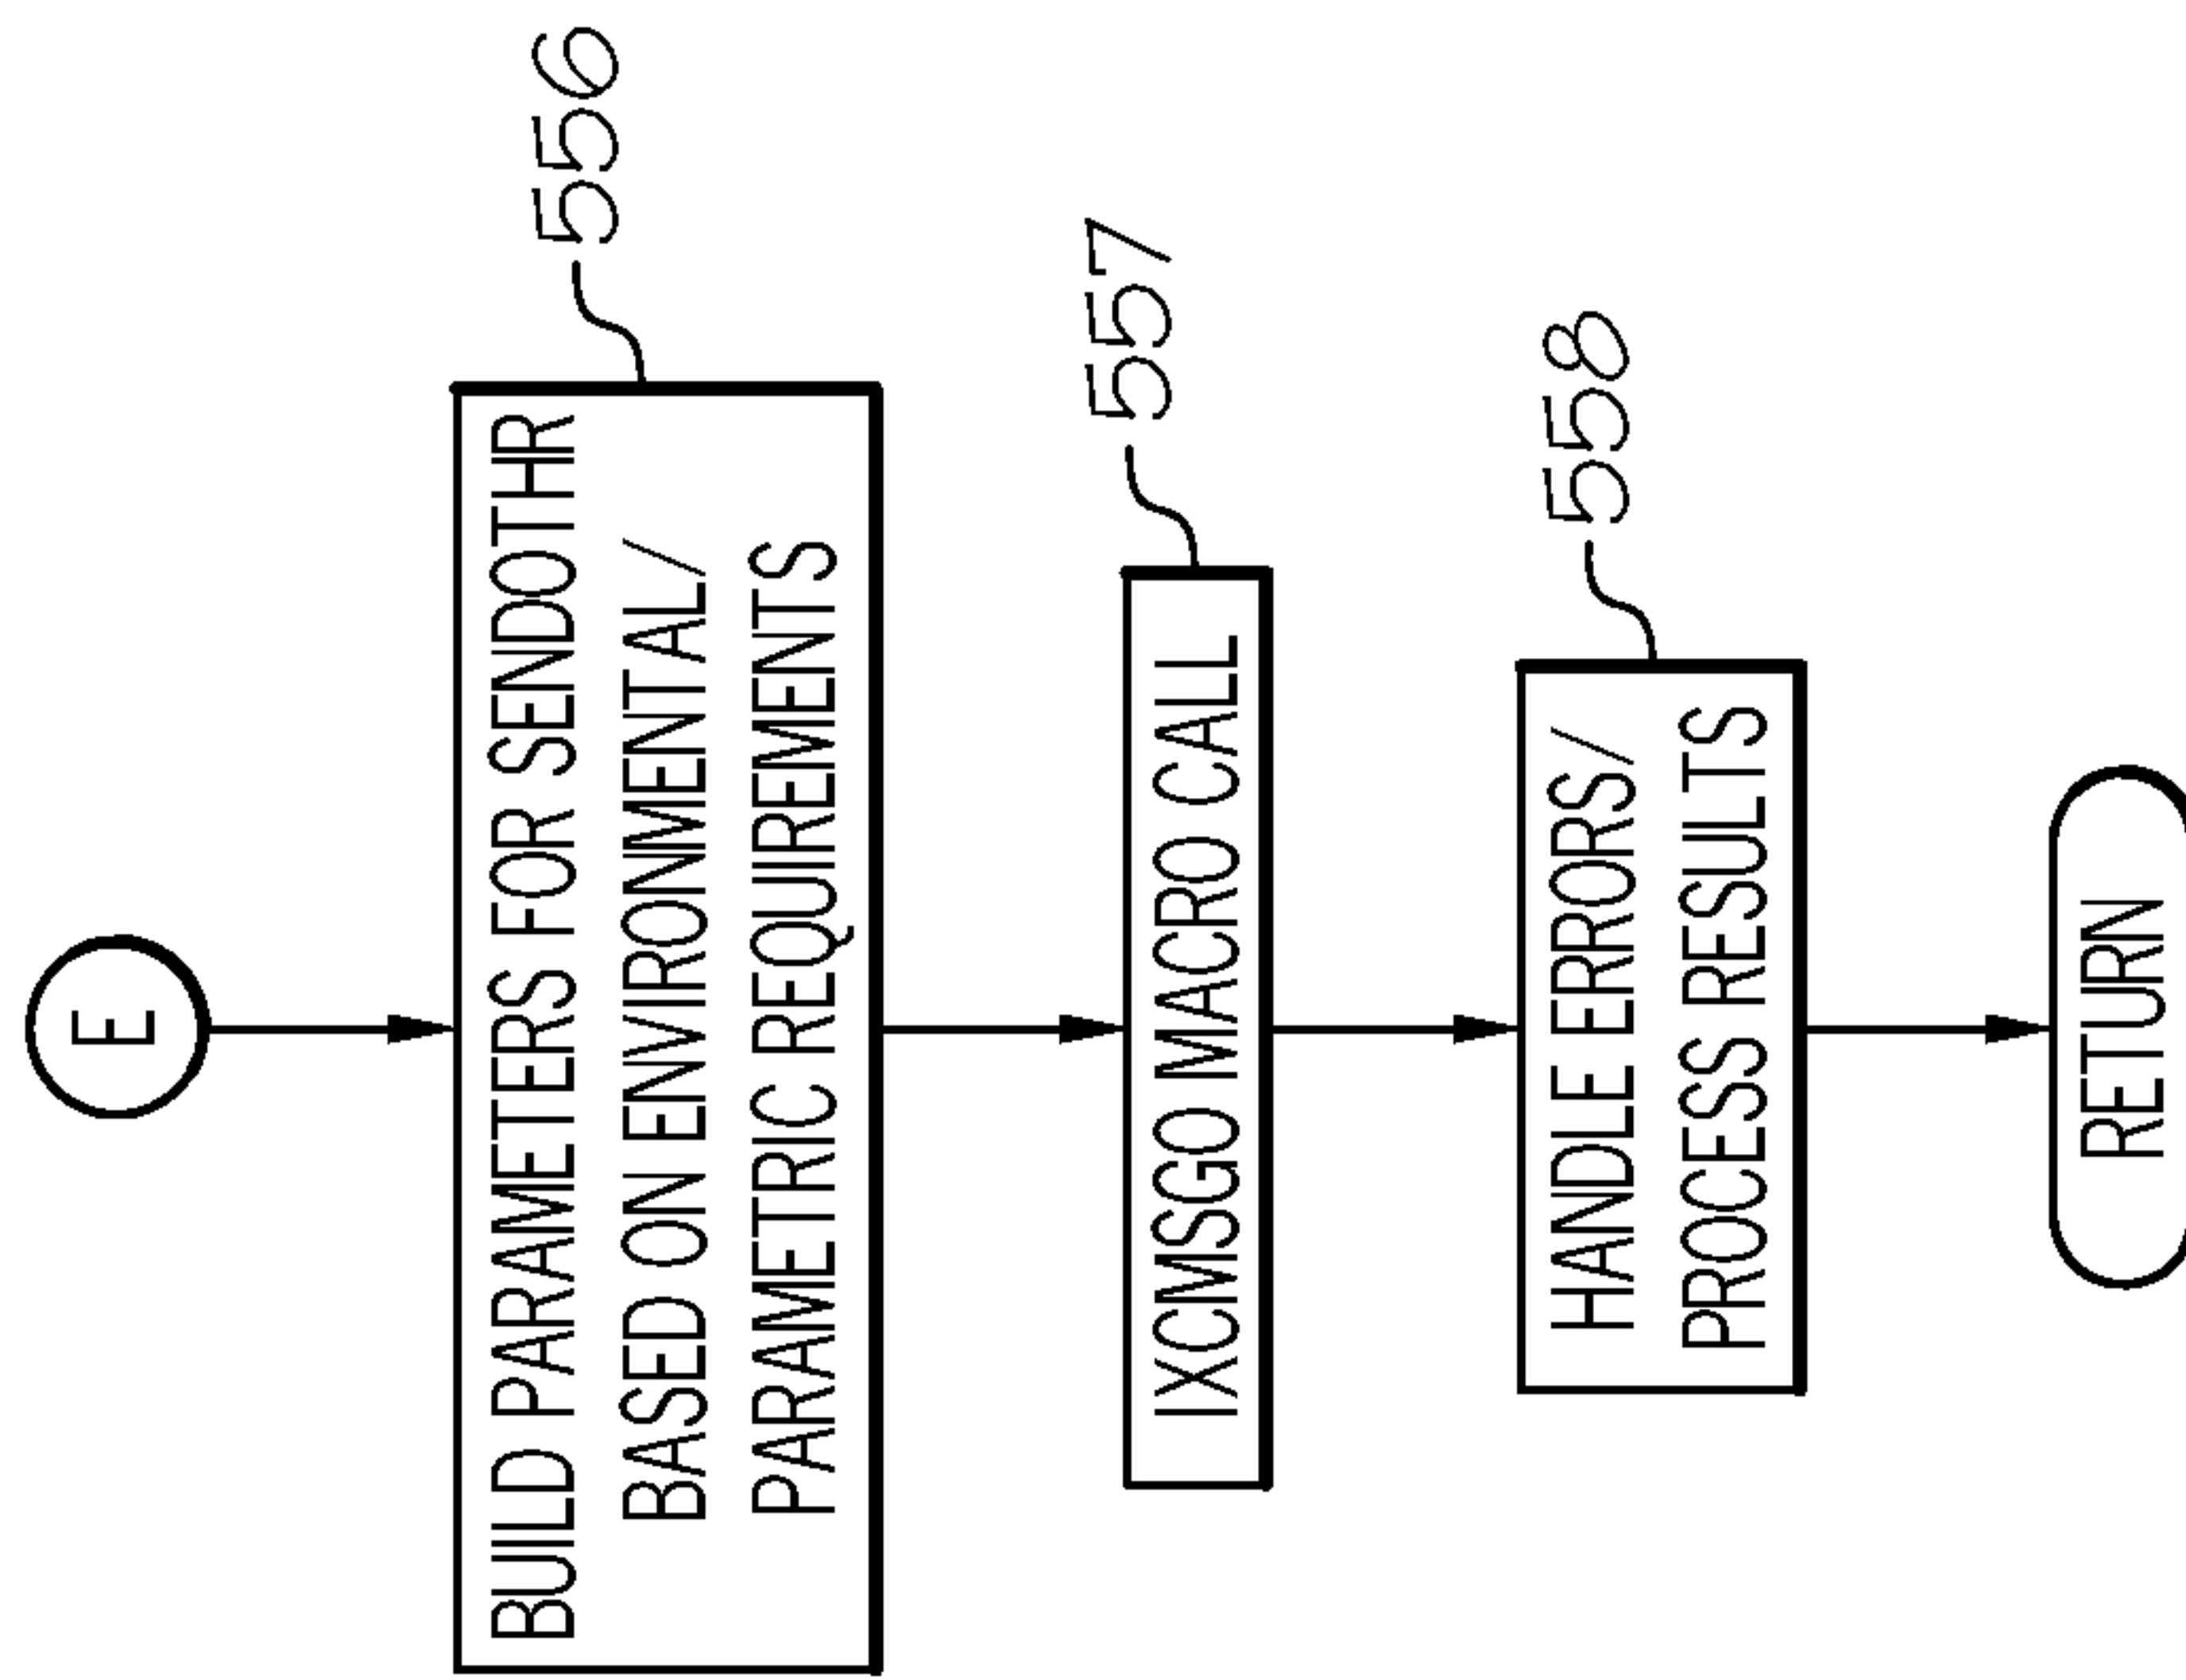 E
BUILD PARAMETERS FOR SENDOTHR
BASED ON ENVIRONMENTAL/
PARAMETRIC REQUIREMENTS
556
IXCMSGO MACRO CALL
557
HANDLE ERRORS/
PROCESS RESULTS
558
RETURN